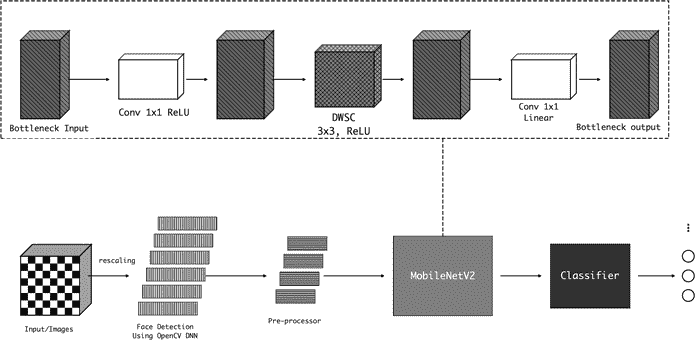 Bottleneck Input
Conv 1x1 ReLU
DWSC
3x3, ReLU
Conv 1x1
Linear
Bottleneck output
rescaling
MobileNetV2
Classifier
Input/Images
Face Detection
Using OpenCV DNN
Pre-processor